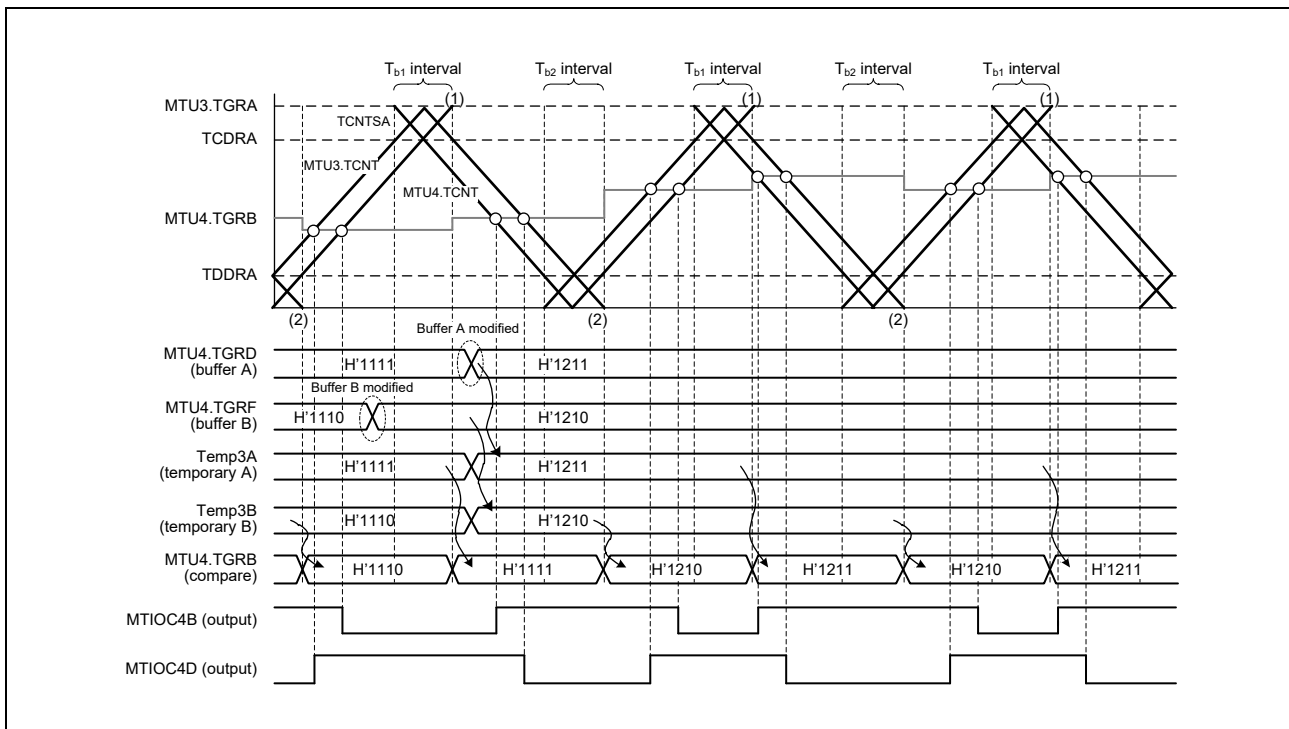 Tb1 interval Tb2 interval Tb1 interval Tb2 interval Tb1 interval
MTU3.TGRA (1) (1) (1)
TCNTSA
TCDRA
MTU3.TCNT
MTU4.TCNT
MTU4.TGRB
TDDRA
(2) (2) (2)
Buffer A modified
MTU4.TGRD
(buffer A)
H'1111 H'1211
Buffer B modified
MTU4.TGRF
(buffer B)
H'1110 H'1210
Temp3A
(temporary A)
H'1111 H'1211
Temp3B
(temporary B)
H'1110 H'1210
MTU4.TGRB
(compare)
H'1110 H'1111 H'1210 H'1211 H'1210 H'1211
MTIOC4B (output)
MTIOC4D (output)